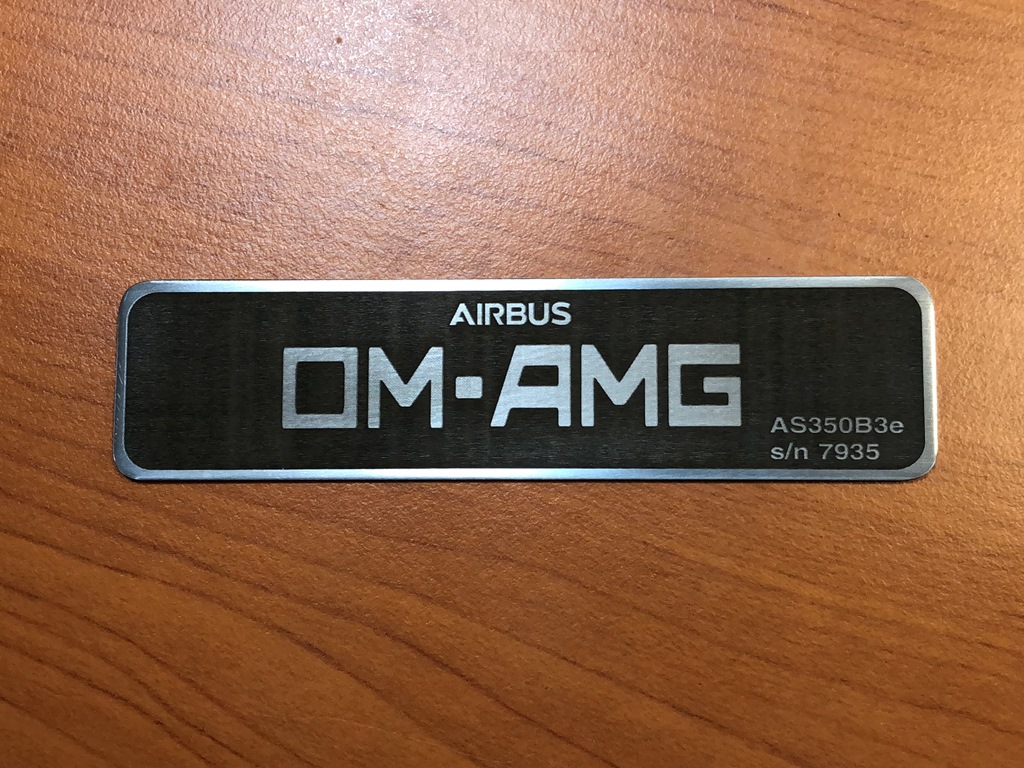 AIRBUS
OM-AMG
AS350B3e
s/n 7935